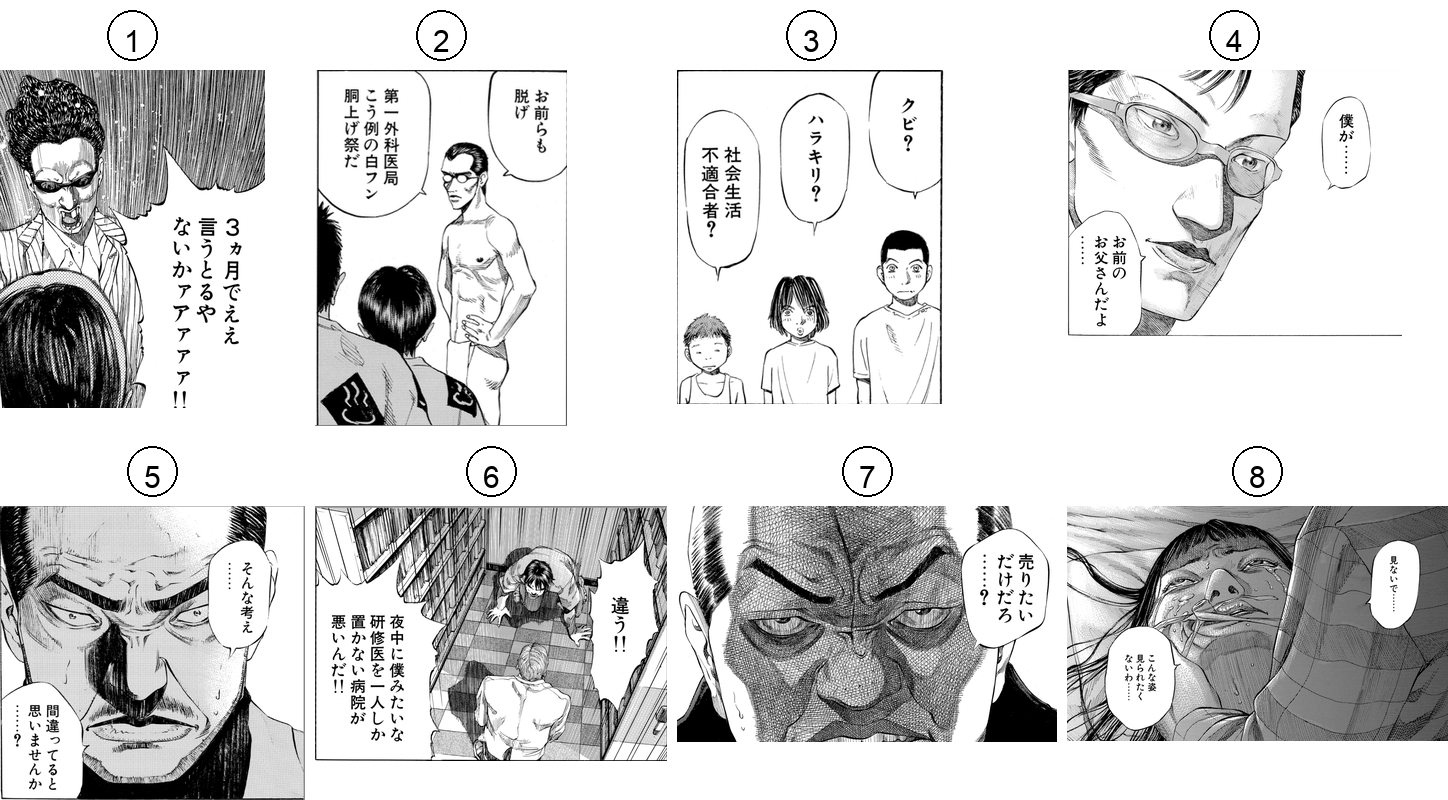 1
2
3
4
3ヵ月でええ
言うとるや
ないかァアァァァ!!
お前らも
脱げ
第一外科医局
こう例の白フン
胴上げ祭だ
クビ?
ハラキリ?
社会生活
不適合者?
僕が……
お前の
お父さんだよ
……
5
6
7
8
そんな考え
……
間違ってると
思いませんか
……?
違う!!
夜中に僕みたいな
研修医を一人しか
置かない病院が
悪いんだ!!
売りたい
だけだろ
……?
見ないで……
こんな姿
見られたく
ないわ……